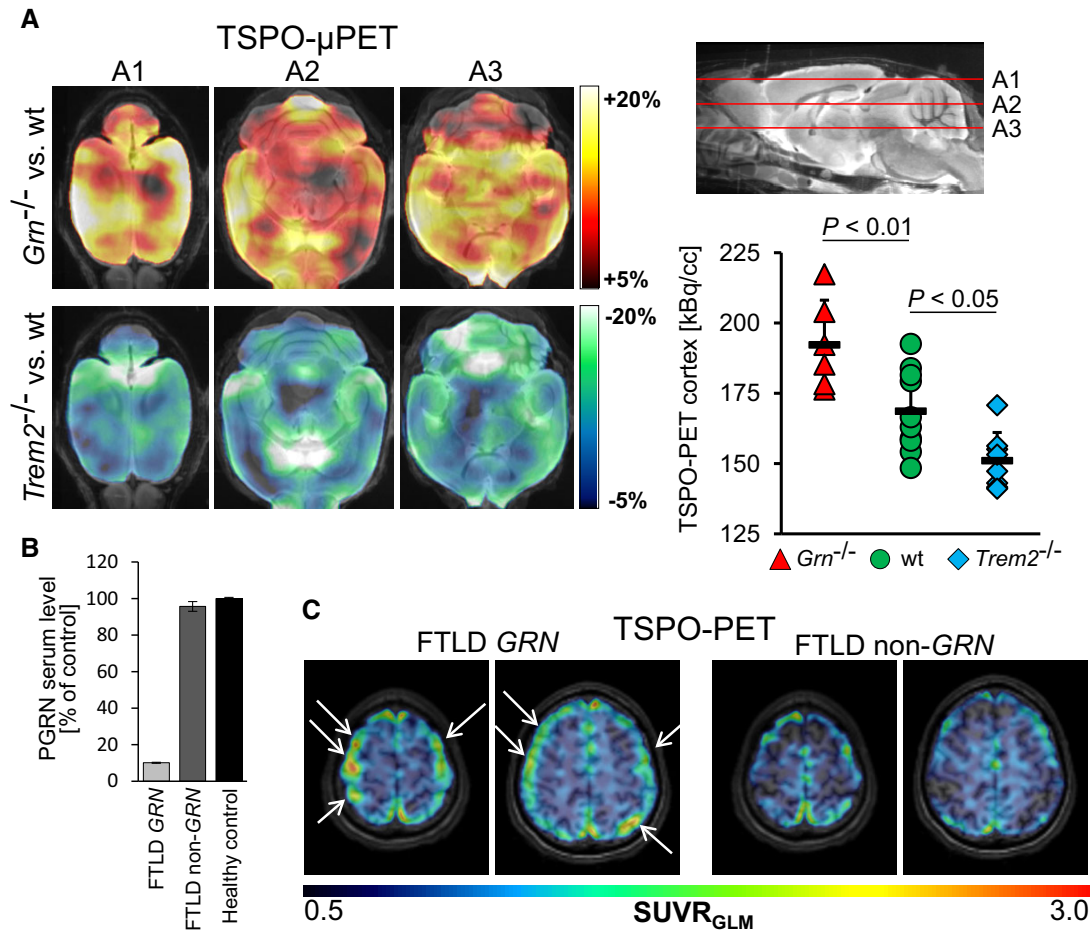 A
TSPO-µPET
A1 A2 A3
Grn-/- vs. wt
+20%
+5%
Trem2-/- vs. wt
-20%
-5%
A1
A2
A3
P < 0.01
P < 0.05
TSPO-PET cortex [kBq/cc]
225
200
175
150
125
Grn-/- wt Trem2-/-
B
PGRN serum level
[% of control]
120
100
80
60
40
20
0
FTLD GRN
FTLD non-GRN
Healthy control
C
TSPO-PET
FTLD GRN FTLD non-GRN
0.5 SUVRGLM 3.0